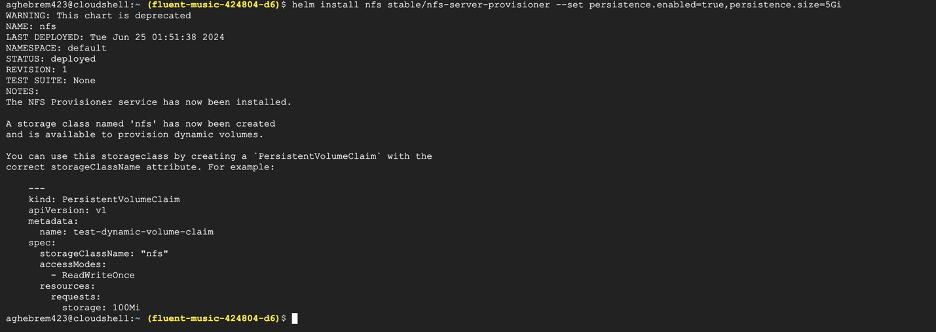 aghebrem423@cloudshell:~ (fluent-music-424804-d6)$ helm install nfs stable/nfs-server-provisioner --set persistence.enabled=true,persistence.size=5Gi
WARNING: This chart is deprecated
NAME: nfs
LAST DEPLOYED: Tue Jun 25 01:51:38 2024
NAMESPACE: default
STATUS: deployed
REVISION: 1
TEST SUITE: None
NOTES:
The NFS Provisioner service has now been installed.

A storage class named 'nfs' has now been created
and is available to provision dynamic volumes.

You can use this storageclass by creating a `PersistentVolumeClaim` with the
correct storageClassName attribute. For example:

    ---
    kind: PersistentVolumeClaim
    apiVersion: v1
    metadata:
      name: test-dynamic-volume-claim
    spec:
      storageClassName: "nfs"
      accessModes:
        - ReadWriteOnce
      resources:
        requests:
          storage: 100Mi
aghebrem423@cloudshell:~ (fluent-music-424804-d6)$